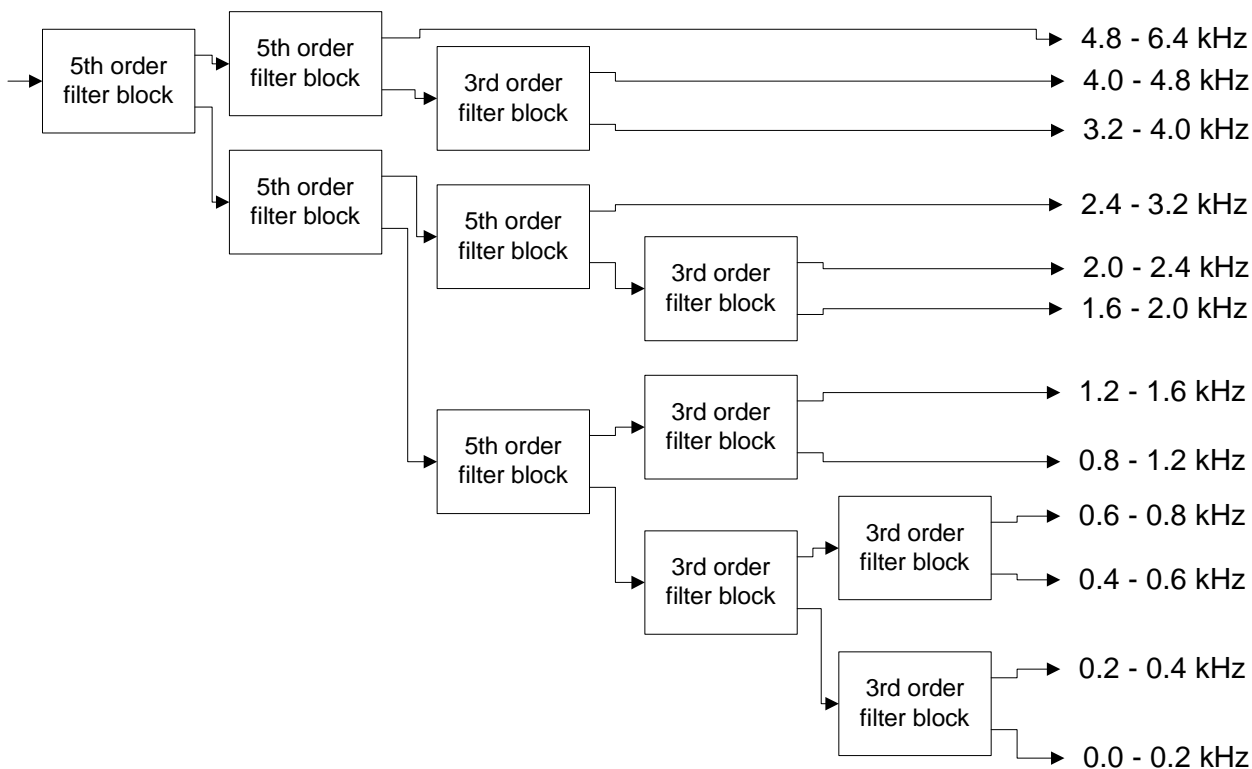 5th order
filter block
5th order
filter block
3rd order
filter block
5th order
filter block
5th order
filter block
3rd order
filter block
5th order
filter block
3rd order
filter block
3rd order
filter block
3rd order
filter block
3rd order
filter block
4.8 - 6.4 kHz
4.0 - 4.8 kHz
3.2 - 4.0 kHz
2.4 - 3.2 kHz
2.0 - 2.4 kHz
1.6 - 2.0 kHz
1.2 - 1.6 kHz
0.8 - 1.2 kHz
0.6 - 0.8 kHz
0.4 - 0.6 kHz
0.2 - 0.4 kHz
0.0 - 0.2 kHz